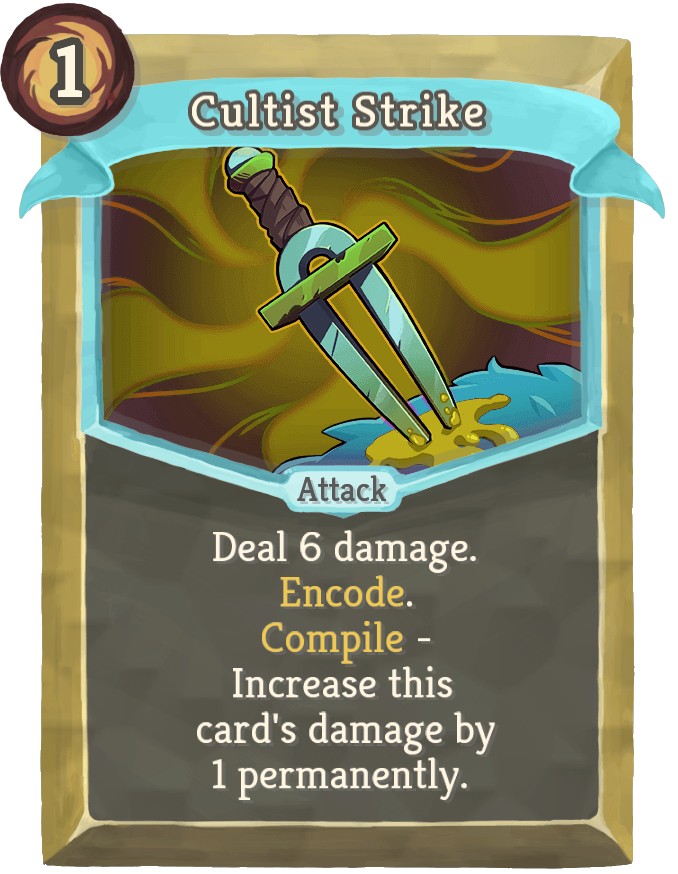 1
Cultist Strike
Attack
Deal 6 damage.
Encode.
Compile -
Increase this
card's damage by
1 permanently.